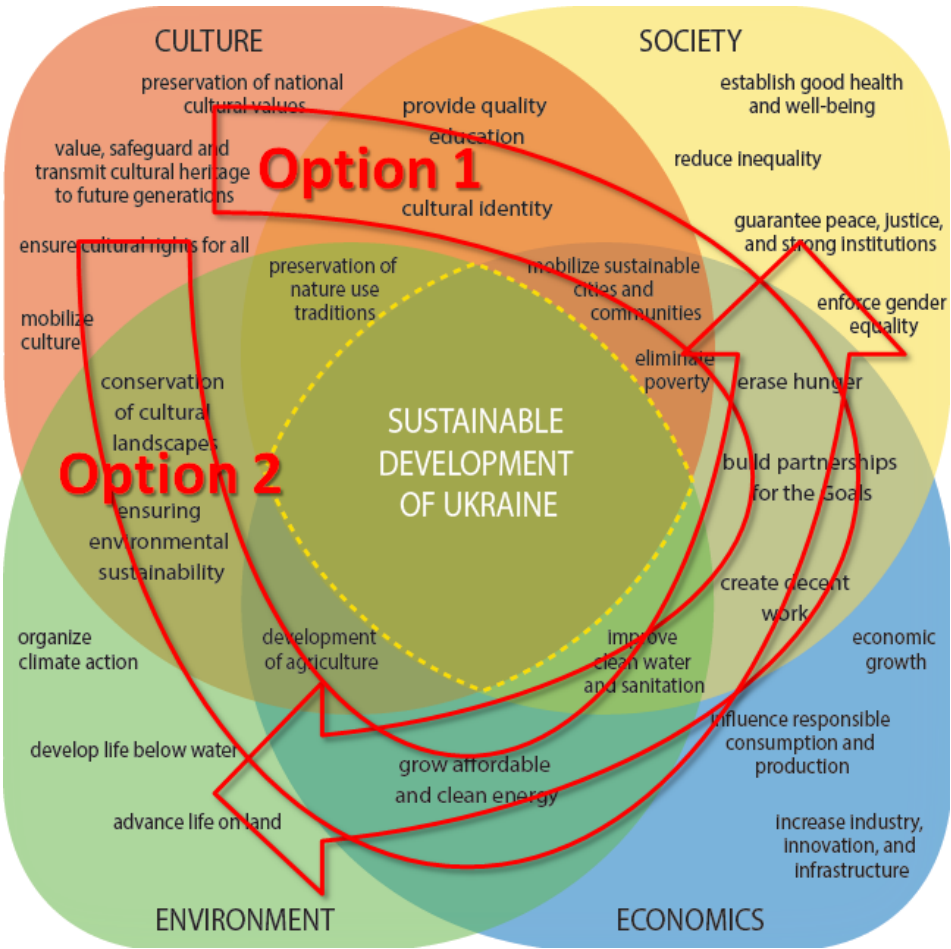 CULTURE
SOCIETY
preservation of national
cultural values
establish good health
and well-being
provide quality
education
value, safeguard and
transmit cultural heritage
to future generations
Option 1
reduce inequality
cultural identity
guarantee peace, justice,
and strong institutions
ensure cultural rights for all
preservation of
nature use
traditions
mobilize sustainable
cities and
communities
enforce gender
equality
mobilize
culture
eliminate
poverty
erase hunger
conservation
of cultural
landscapes
SUSTAINABLE
DEVELOPMENT
OF UKRAINE
build partnerships
for the Goals
Option 2
ensuring
environmental
sustainability
create decent
work
organize
climate action
development
of agriculture
improve
clean water
and sanitation
economic
growth
influence responsible
consumption and
production
develop life below water
grow affordable
and clean energy
advance life on land
increase industry,
innovation, and
infrastructure
ENVIRONMENT
ECONOMICS